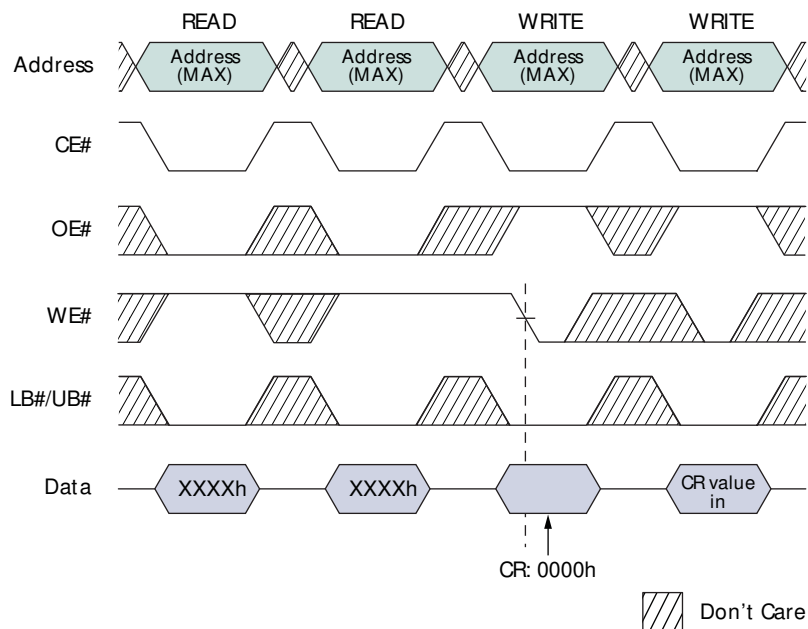 READ READ WRITE WRITE
Address Address (MAX) Address (MAX) Address (MAX) Address (MAX)
CE#
OE#
WE#
LB#/UB#
Data XXXXh XXXXh CR value in
CR: 0000h
Don't Care